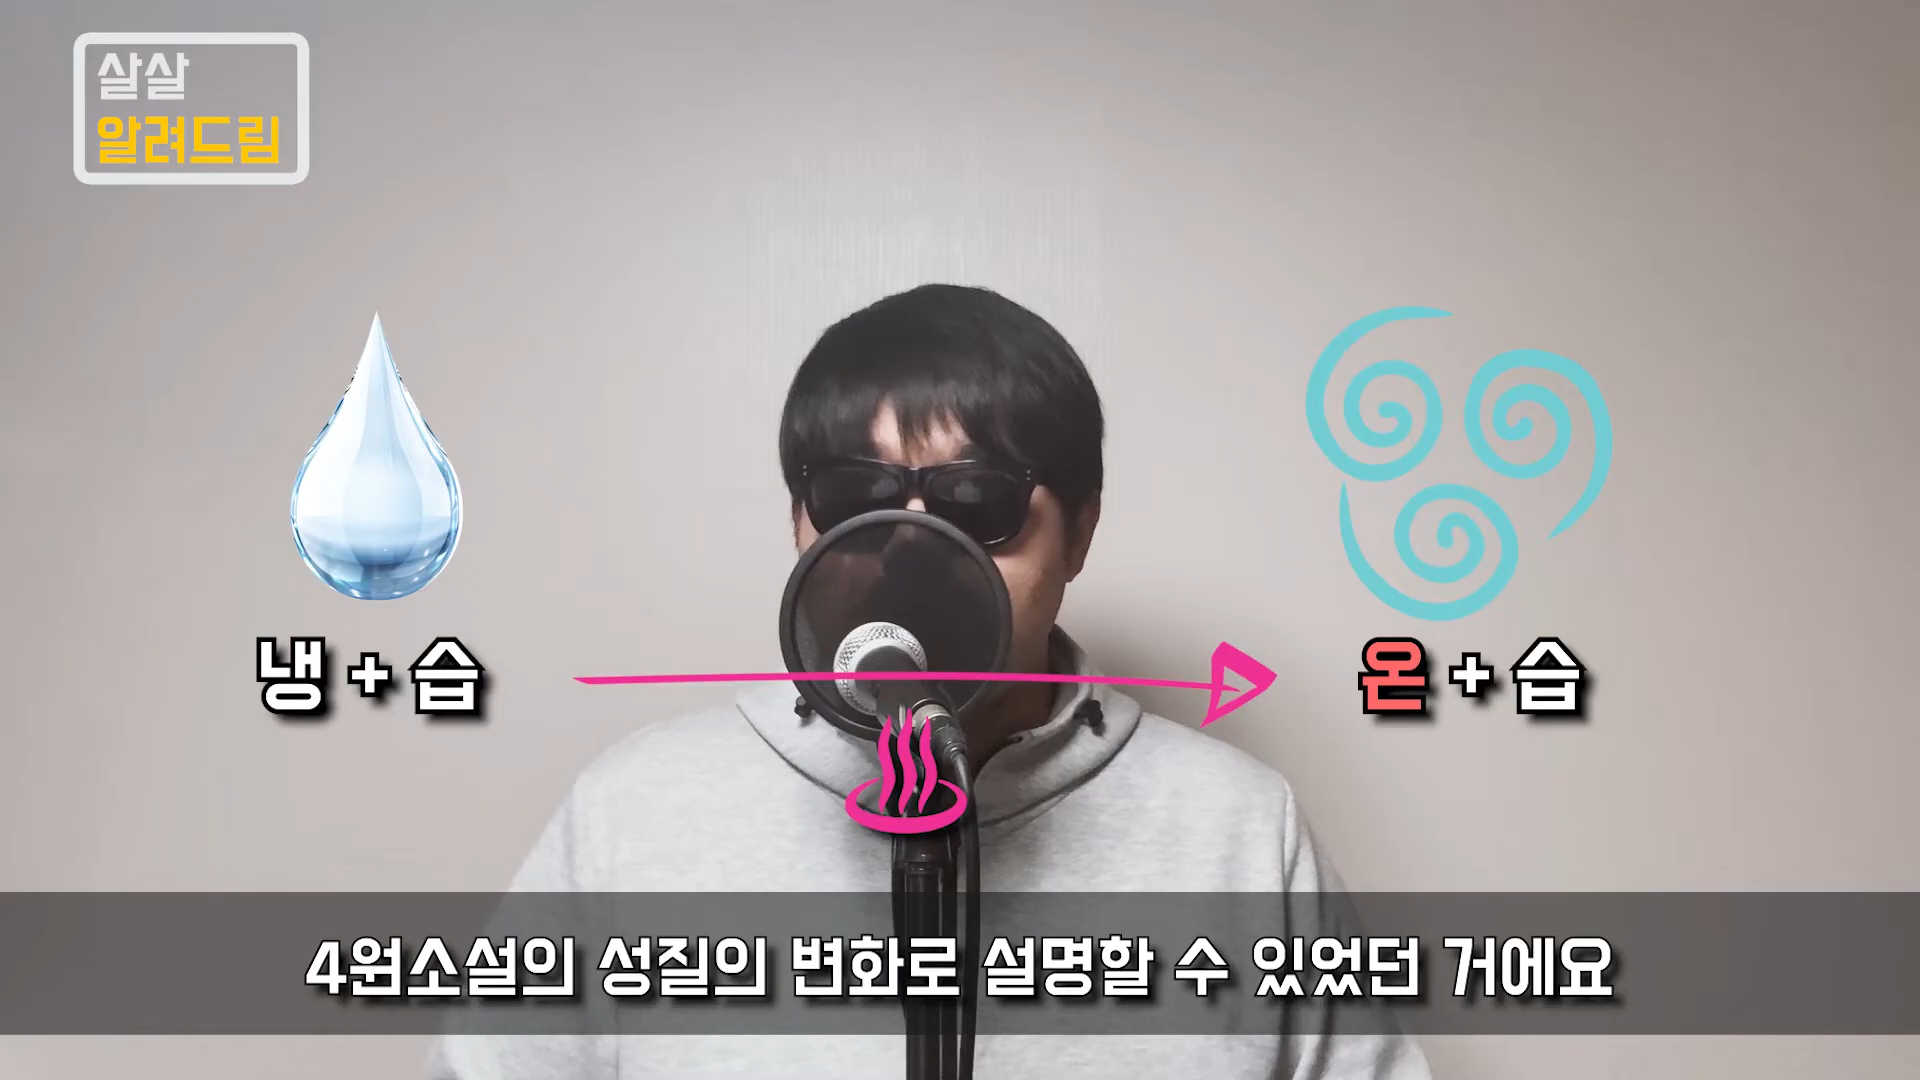 살살
알려드림
냉 + 습
온 + 습
4원소설의 성질의 변화로 설명할 수 있었던 거에요